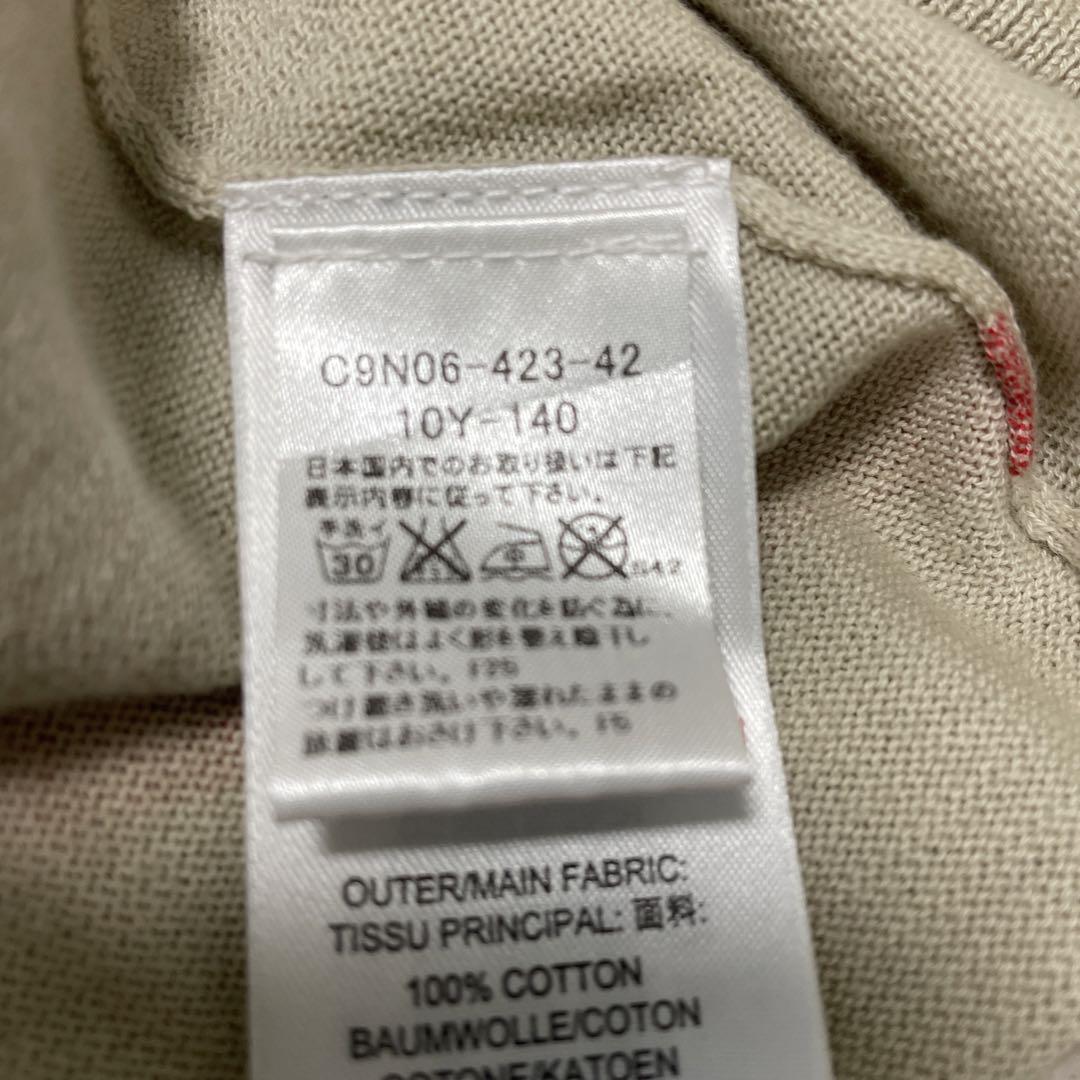 C9N06-423-42
10Y-140
日本国内でのお取り扱いは下記
表示内容に従って下さい。
手洗イ
30
寸法や外観の変化を防ぐ為に、
洗濯後はよく形を整え陰干し
して下さい。
つけ置き洗いや濡れたままの
放置はおさけ下さい。
OUTER/MAIN FABRIC:
TISSU PRINCIPAL: 面料:
100% COTTON
BAUMWOLLE/COTON
COTONE/KATOEN